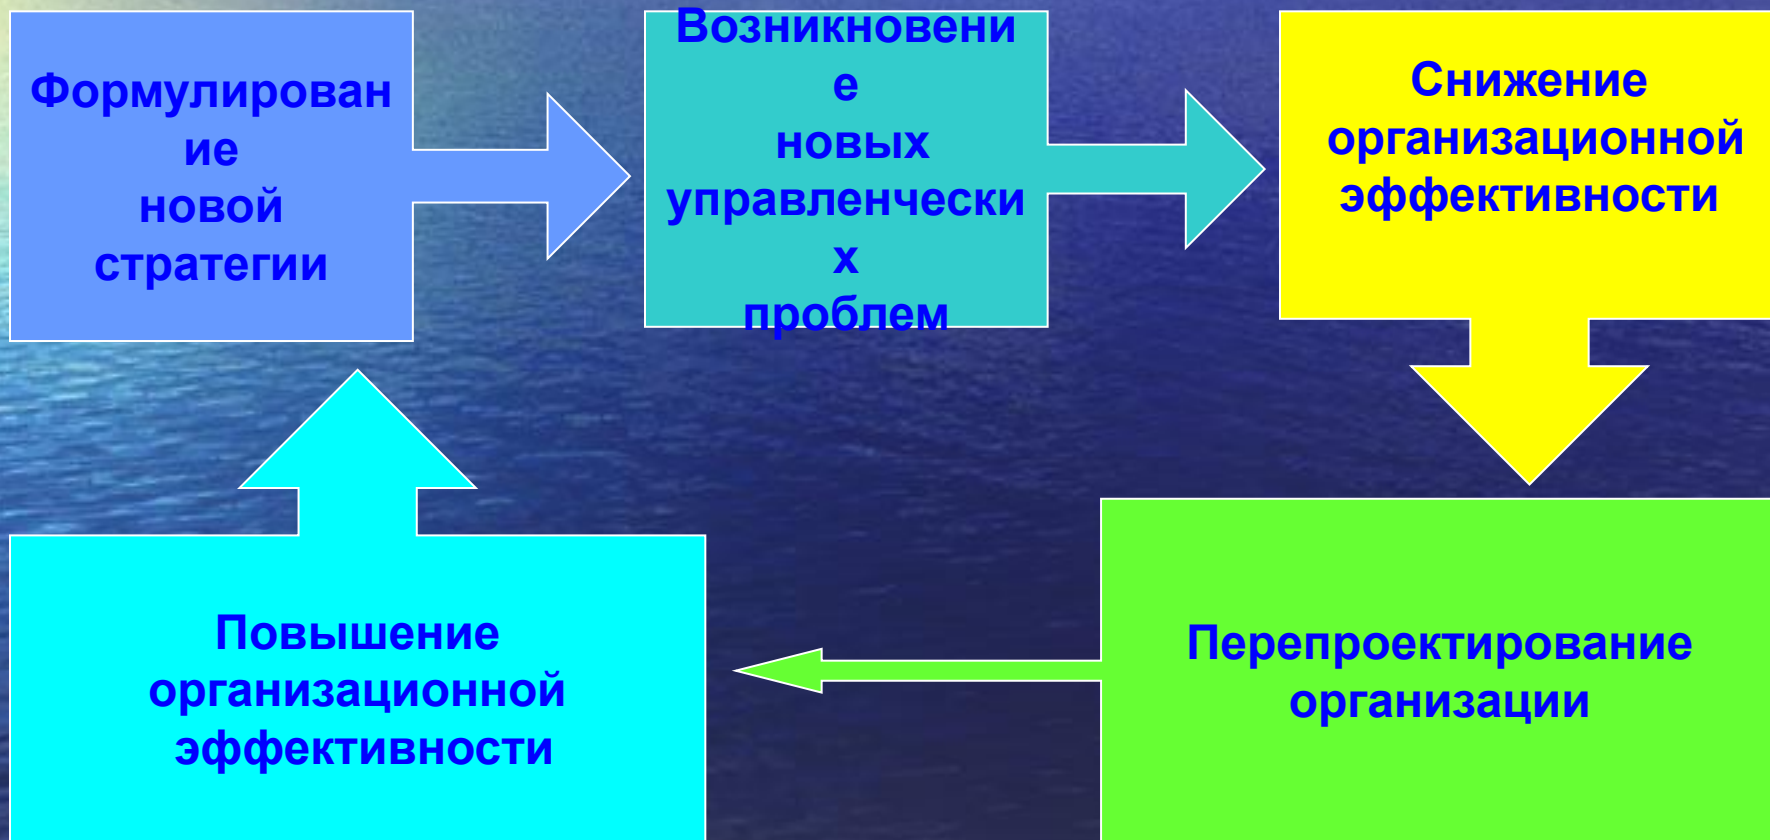 Формулирован
ие
новой
стратегии
Возникновени
е
новых
управленчески
х
проблем
Снижение
организационной
эффективности
Повышение
организационной
эффективности
Перепроектирование
организации